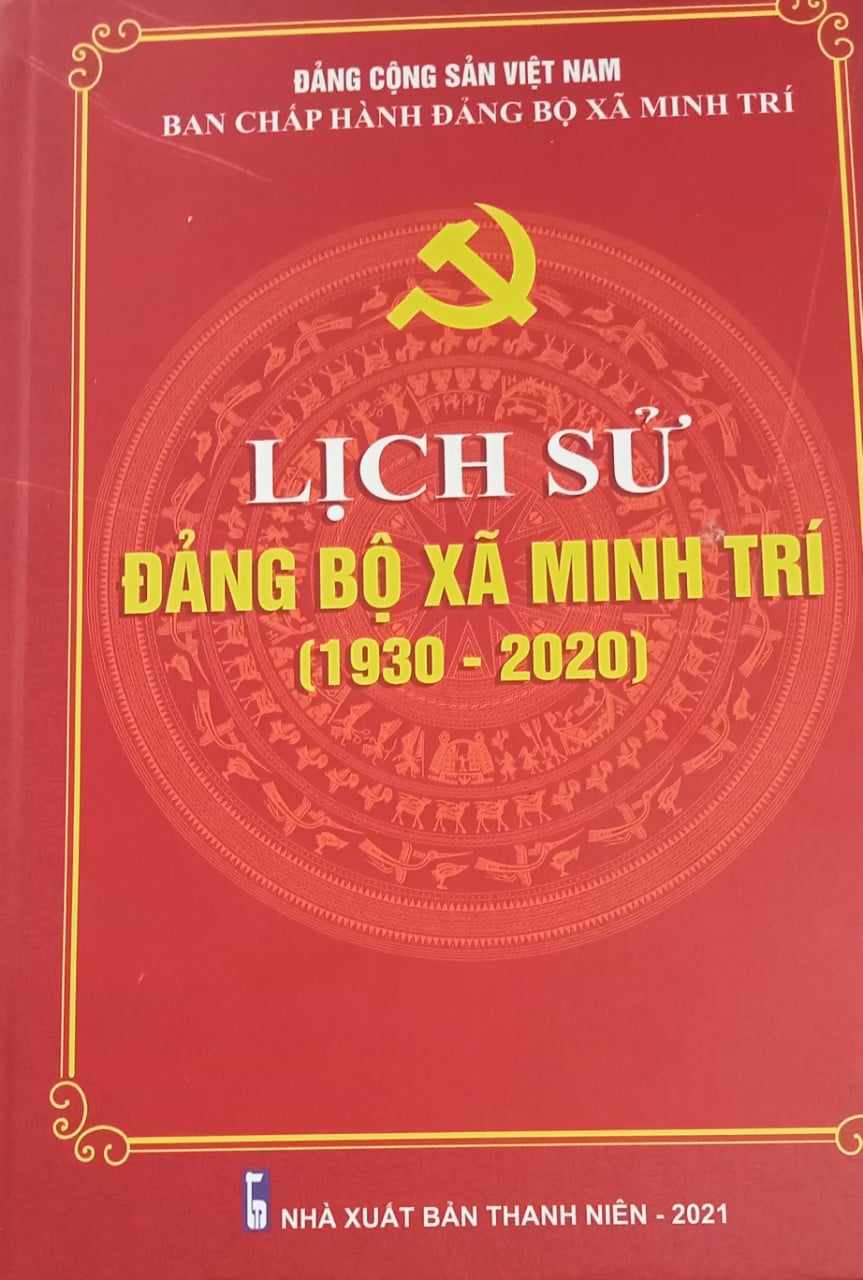 ĐẢNG CỘNG SẢN VIỆT NAM
BAN CHẤP HÀNH ĐẢNG BỘ XÃ MINH TRÍ
LỊCH SỬ
ĐẢNG BỘ XÃ MINH TRÍ
(1930 - 2020)
NHÀ XUẤT BẢN THANH NIÊN - 2021